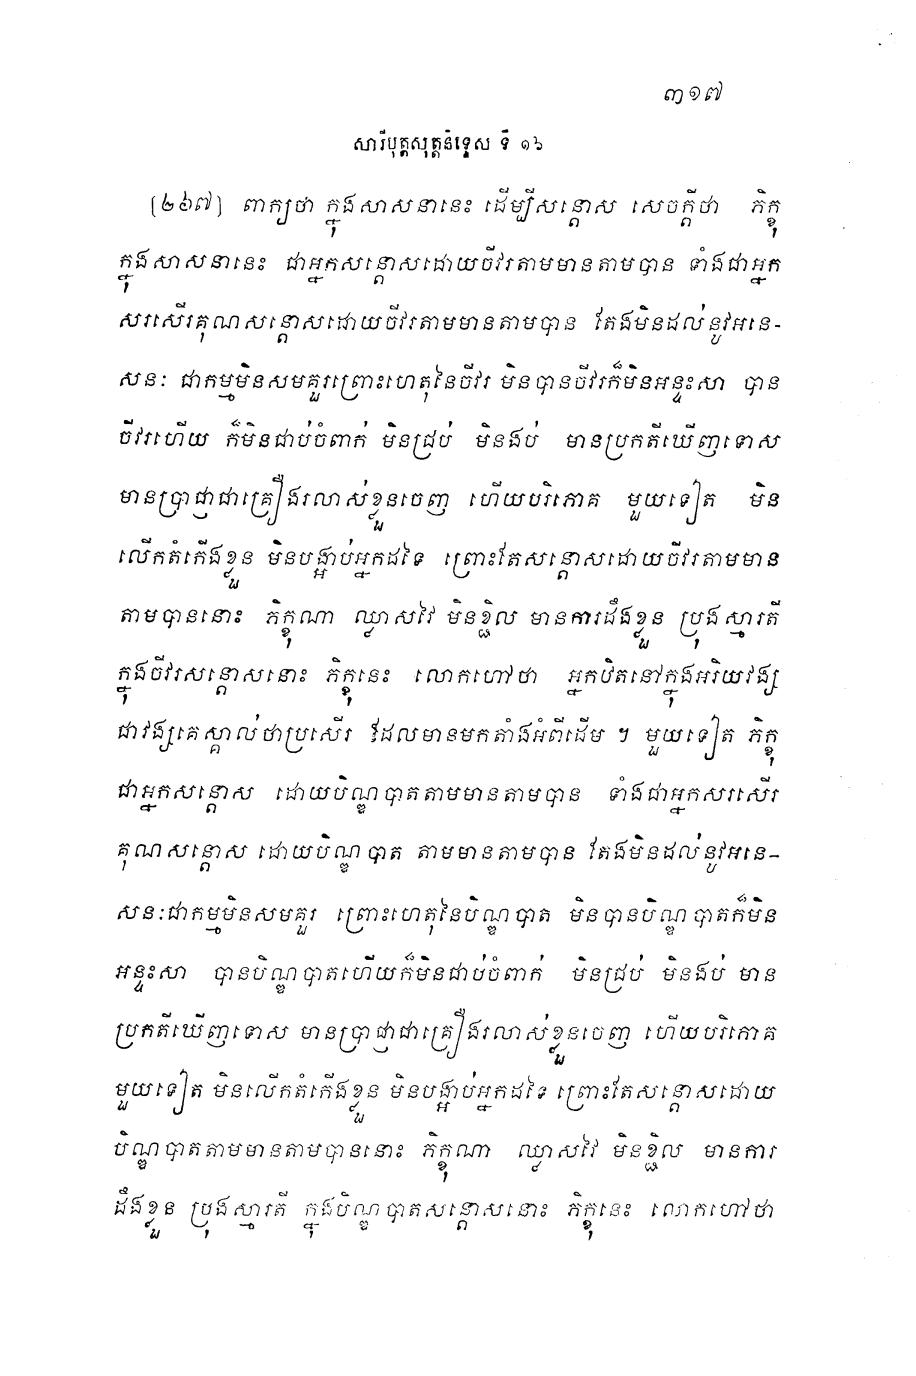 ៣១៧
សារីបុត្តសុត្តនិទ្ទេស ទី ១៦
(២៦៧) ពាក្យថា ក្នុងសាសនានេះ ដើម្បីសន្តោស សេចក្តីថា ភិក្ខុ
ក្នុងសាសនានេះ ជាអ្នកសន្តោសដោយចីវរតាមមានតាមបាន ទាំងជាអ្នក
សរសើរគុណសន្តោសដោយចីវរតាមមានតាមបាន តែងមិនដល់នូវអនេ-
សនៈ ជាកម្មមិនសមគួរព្រោះហេតុនៃចីវរ មិនបានចីវរក៏មិនអន្ទះសា បាន
ចីវរហើយ ក៏មិនជាប់ចំពាក់ មិនជ្រប់ មិនងប់ មានប្រកតីឃើញទោស
មានប្រាជ្ញាជាគ្រឿងរលាស់ខ្លួនចេញ ហើយបរិភោគ មួយទៀត មិន
លើកតំកើងខ្លួន មិនបង្អាប់អ្នកដទៃ ព្រោះតែសន្តោសដោយចីវរតាមមាន
តាមបាននោះ ភិក្ខុណា ឈ្លាសវៃ មិនខ្ជិល មានការដឹងខ្លួន ប្រុងស្មារតី
ក្នុងចីវរសន្តោសនោះ ភិក្ខុនេះ លោកហៅថា អ្នកឋិតនៅក្នុងអរិយវង្ស
ជាវង្សគេស្គាល់ថាប្រសើរ ដែលមានមកតាំងអំពីដើម ។ មួយទៀត ភិក្ខុ
ជាអ្នកសន្តោស ដោយបិណ្ឌបាតតាមមានតាមបាន ទាំងជាអ្នកសរសើរ
គុណសន្តោស ដោយបិណ្ឌបាត តាមមានតាមបាន តែងមិនដល់នូវអនេ-
សនៈជាកម្មមិនសមគួរ ព្រោះហេតុនៃបិណ្ឌបាត មិនបានបិណ្ឌបាតក៏មិន
អន្ទះសា បានបិណ្ឌបាតហើយក៏មិនជាប់ចំពាក់ មិនជ្រប់ មិនងប់ មាន
ប្រកតីឃើញទោស មានប្រាជ្ញាជាគ្រឿងរលាស់ខ្លួនចេញ ហើយបរិភោគ
មួយទៀត មិនលើកតំកើងខ្លួន មិនបង្អាប់អ្នកដទៃ ព្រោះតែសន្តោសដោយ
បិណ្ឌបាតតាមមានតាមបាននោះ ភិក្ខុណា ឈ្លាសវៃ មិនខ្ជិល មានការ
ដឹងខ្លួន ប្រុងស្មារតី ក្នុងបិណ្ឌបាតសន្តោសនោះ ភិក្ខុនេះ លោកហៅថា